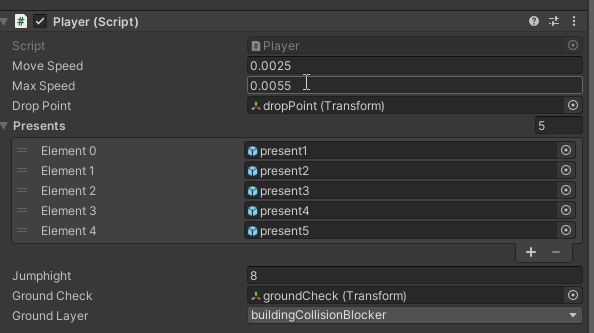 # Player (Script)
Script Player
Move Speed 0.0025
Max Speed 0.0055
Drop Point dropPoint (Transform)
Presents 5
Element 0 present1
Element 1 present2
Element 2 present3
Element 3 present4
Element 4 present5
+ −
Jumphight 8
Ground Check groundCheck (Transform)
Ground Layer buildingCollisionBlocker